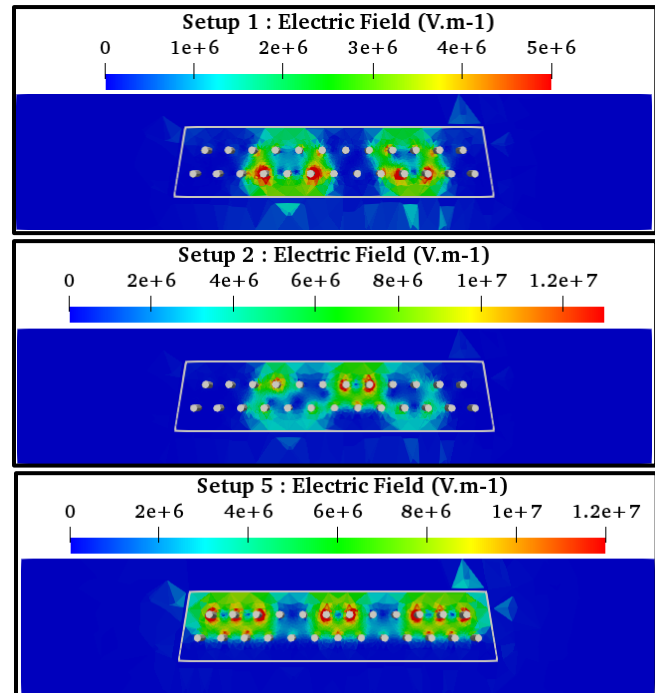 Setup 1 : Electric Field (V.m-1)
0 1e+6 2e+6 3e+6 4e+6 5e+6
Setup 2 : Electric Field (V.m-1)
0 2e+6 4e+6 6e+6 8e+6 1e+7 1.2e+7
Setup 5 : Electric Field (V.m-1)
0 2e+6 4e+6 6e+6 8e+6 1e+7 1.2e+7